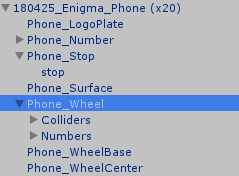 180425_Enigma_Phone (x20)
Phone_LogoPlate
Phone_Number
Phone_Stop
stop
Phone_Surface
Phone_Wheel
Colliders
Numbers
Phone_WheelBase
Phone_WheelCenter